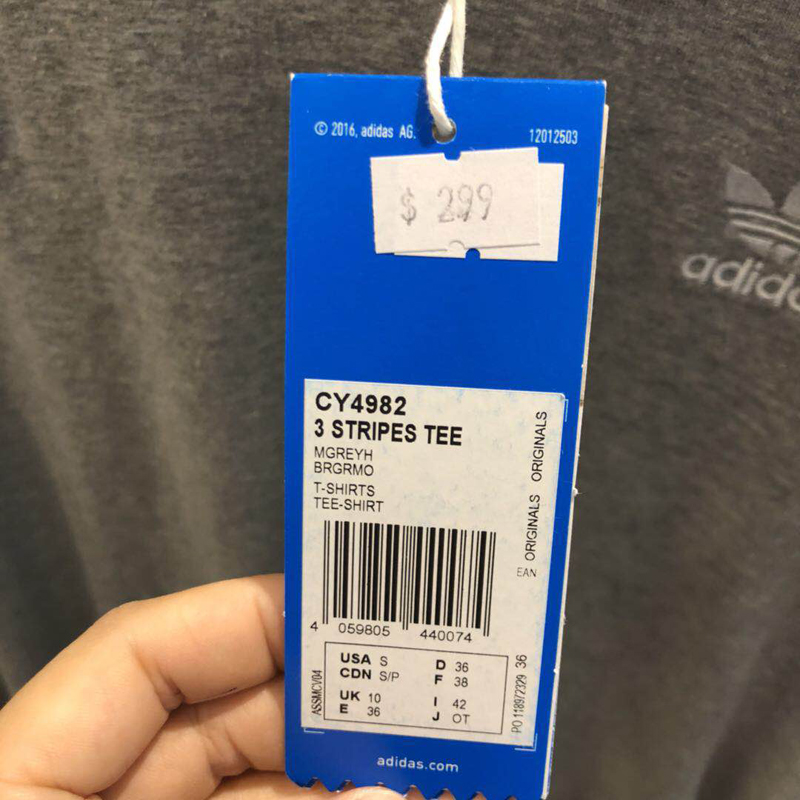 © 2016, adidas AG.
12012503
$ 299
adidas
CY4982
3 STRIPES TEE
MGREYH
BRGRMO
T-SHIRTS
TEE-SHIRT
ORIGINALS ORIGINALS
EAN
4 059805 440074
USA S D 36
CDN S/P F 38
UK 10 I 42
E 36 J OT
ASSMCV04
PO 118972329 36
adidas.com